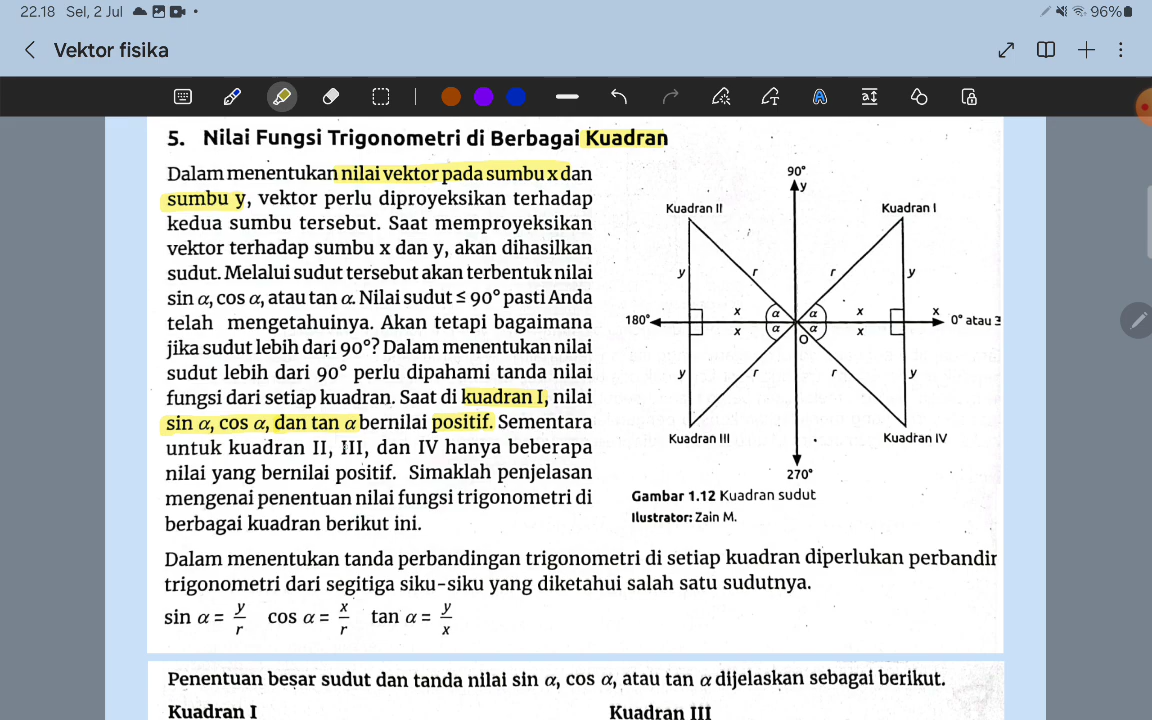 22.18 Sel, 2 Jul
96%
Vektor fisika
5. Nilai Fungsi Trigonometri di Berbagai Kuadran
Dalam menentukan nilai vektor pada sumbu x dan
sumbu y, vektor perlu diproyeksikan terhadap
kedua sumbu tersebut. Saat memproyeksikan
vektor terhadap sumbu x dan y, akan dihasilkan
sudut. Melalui sudut tersebut akan terbentuk nilai
sin α, cos α, atau tan α. Nilai sudut ≤ 90° pasti Anda
telah mengetahuinya. Akan tetapi bagaimana
jika sudut lebih dari 90°? Dalam menentukan nilai
sudut lebih dari 90° perlu dipahami tanda nilai
fungsi dari setiap kuadran. Saat di kuadran I, nilai
sin α, cos α, dan tan α bernilai positif. Sementara
untuk kuadran II, III, dan IV hanya beberapa
nilai yang bernilai positif. Simaklah penjelasan
mengenai penentuan nilai fungsi trigonometri di
berbagai kuadran berikut ini.
90°
y
Kuadran II
Kuadran I
y r r y
180° x α α x x 0° atau 3
x α α x
O
y r r y
Kuadran III
Kuadran IV
270°
Gambar 1.12 Kuadran sudut
Ilustrator: Zain M.
Dalam menentukan tanda perbandingan trigonometri di setiap kuadran diperlukan perbandin
trigonometri dari segitiga siku-siku yang diketahui salah satu sudutnya.
sin α = y/r cos α = x/r tan α = y/x
Penentuan besar sudut dan tanda nilai sin α, cos α, atau tan α dijelaskan sebagai berikut.
Kuadran I
Kuadran III